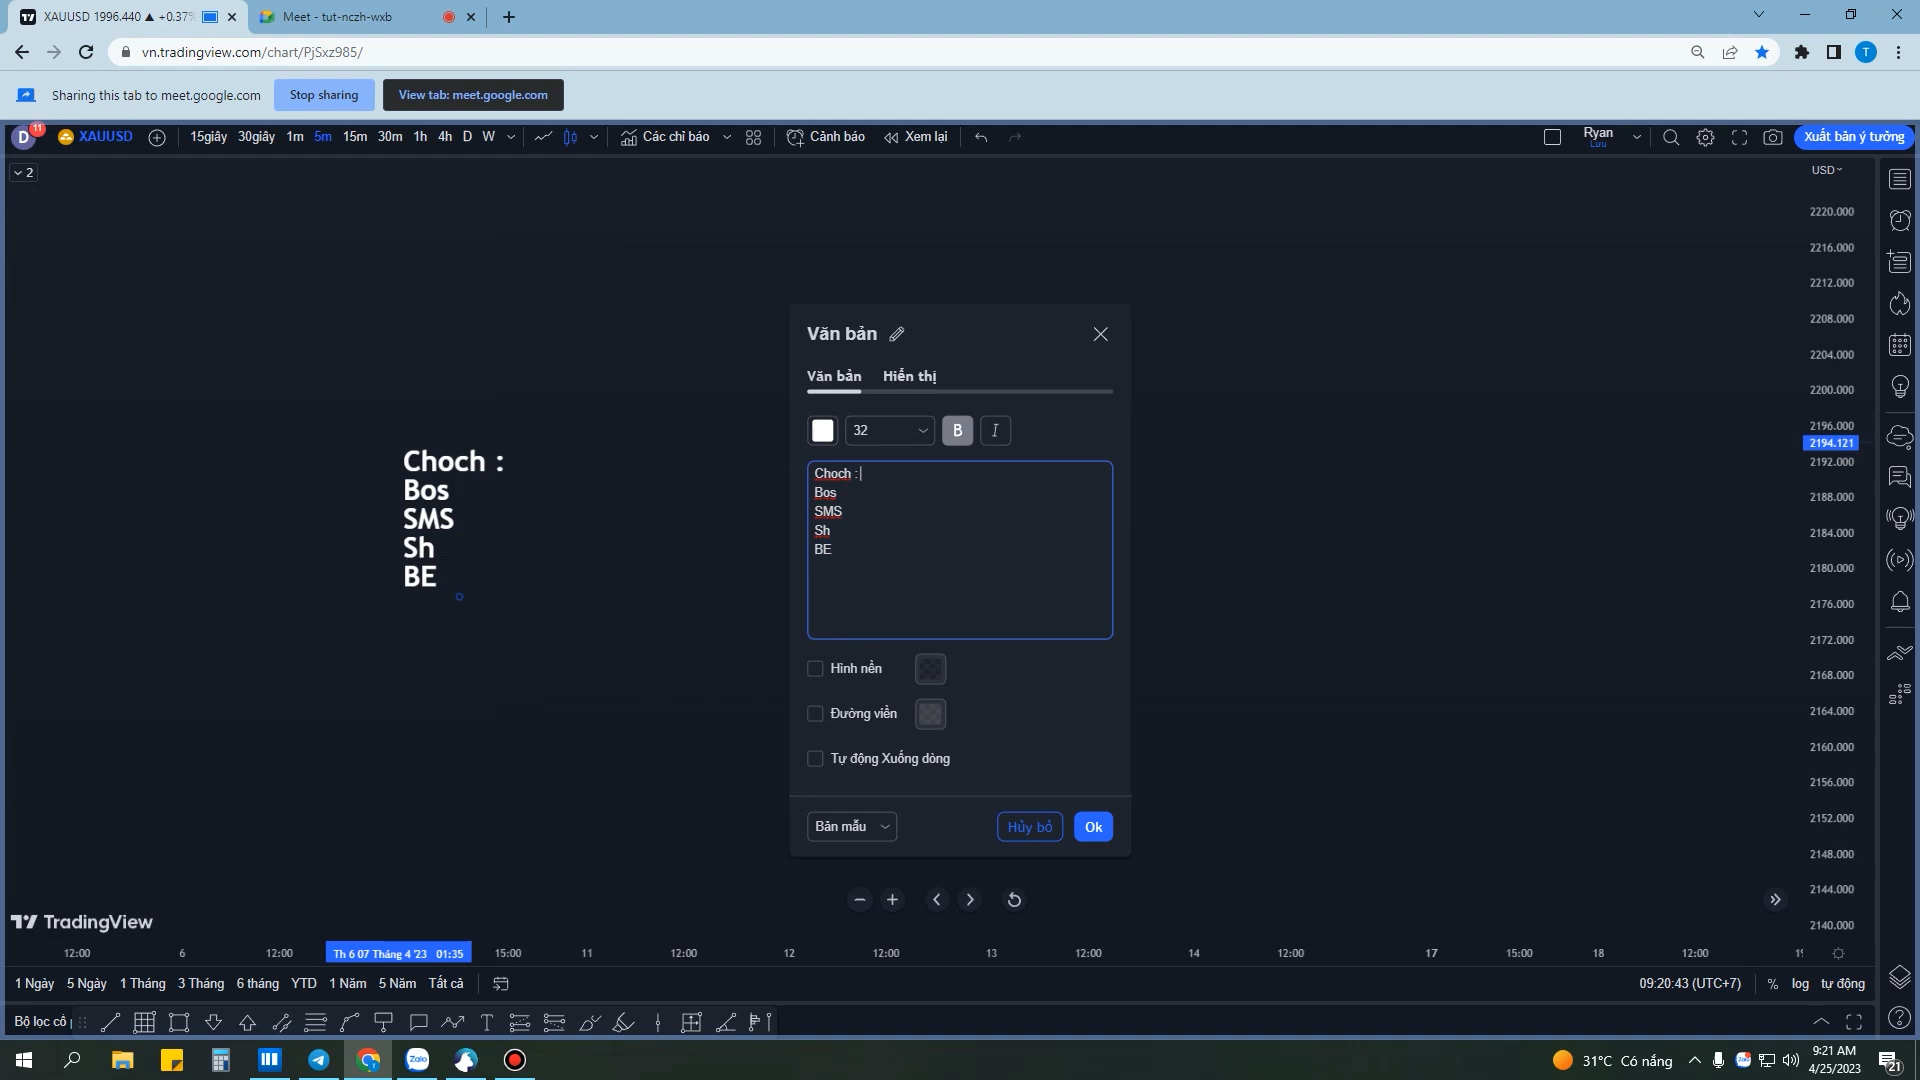 XAUUSD 1996.440 ▲ +0.37%
Meet - tut-nczh-wxb
vn.tradingview.com/chart/PjSxz985/
T
Sharing this tab to meet.google.com
Stop sharing
View tab: meet.google.com
D
11
XAUUSD
15giây 30giây 1m 5m 15m 30m 1h 4h D W
Các chỉ báo
Cảnh báo
Xem lại
Ryan
Lưu
Xuất bản ý tưởng
2
USD
2220.000
2216.000
2212.000
2208.000
2204.000
2200.000
2196.000
2194.121
2192.000
2188.000
2184.000
2180.000
2176.000
2172.000
2168.000
2164.000
2160.000
2156.000
2152.000
2148.000
2144.000
2140.000
Choch :
Bos
SMS
Sh
BE
Văn bản
Văn bản Hiển thị
32 B I
Choch :
Bos
SMS
Sh
BE
Hình nền
Đường viền
Tự động Xuống dòng
Bản mẫu
Hủy bỏ
Ok
TradingView
12:00 6 12:00 Th 6 07 Tháng 4 '23 01:35 15:00 11 12:00 12 12:00 13 12:00 14 12:00 17 15:00 18 12:00
1 Ngày 5 Ngày 1 Tháng 3 Tháng 6 tháng YTD 1 Năm 5 Năm Tất cả
09:20:43 (UTC+7) % log tự động
Bộ lọc cổ
Zalo
31°C Có nắng
9:21 AM
4/25/2023
21